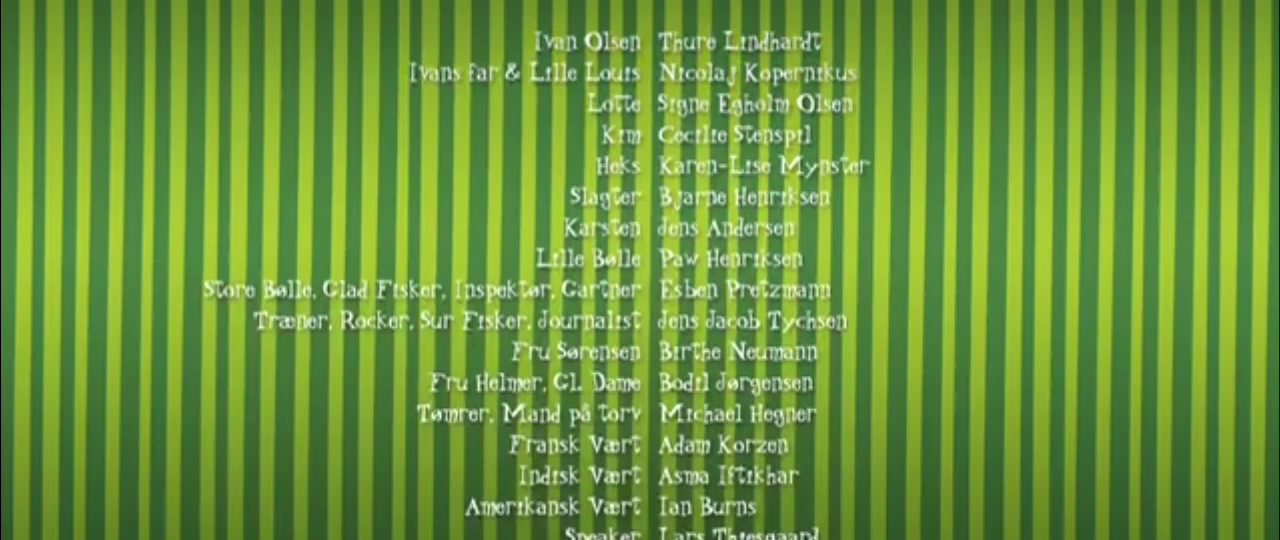 Ivan Olsen Thure Lindhardt
Ivans far & Lille Louis Nicolaj Kopernikus
Lotte Signe Egholm Olsen
Kim Cecilie Stenspil
Heks Karen-Lise Mynster
Slagter Bjarne Henriksen
Karsten Jens Andersen
Lille Bølle Paw Henriksen
Store Bølle, Glad Fisker, Inspektør, Gartner Esben Pretzmann
Træner, Rocker, Sur Fisker, Journalist Jens Jacob Tychsen
Fru Sørensen Birthe Neumann
Fru Helmer, Gl. Dame Bodil Jørgensen
Tømrer, Mand på torv Michael Hegner
Fransk Vært Adam Korzen
Indisk Vært Asma Iftikhar
Amerikansk Vært Ian Burns
Speaker Lars Thiesgaard